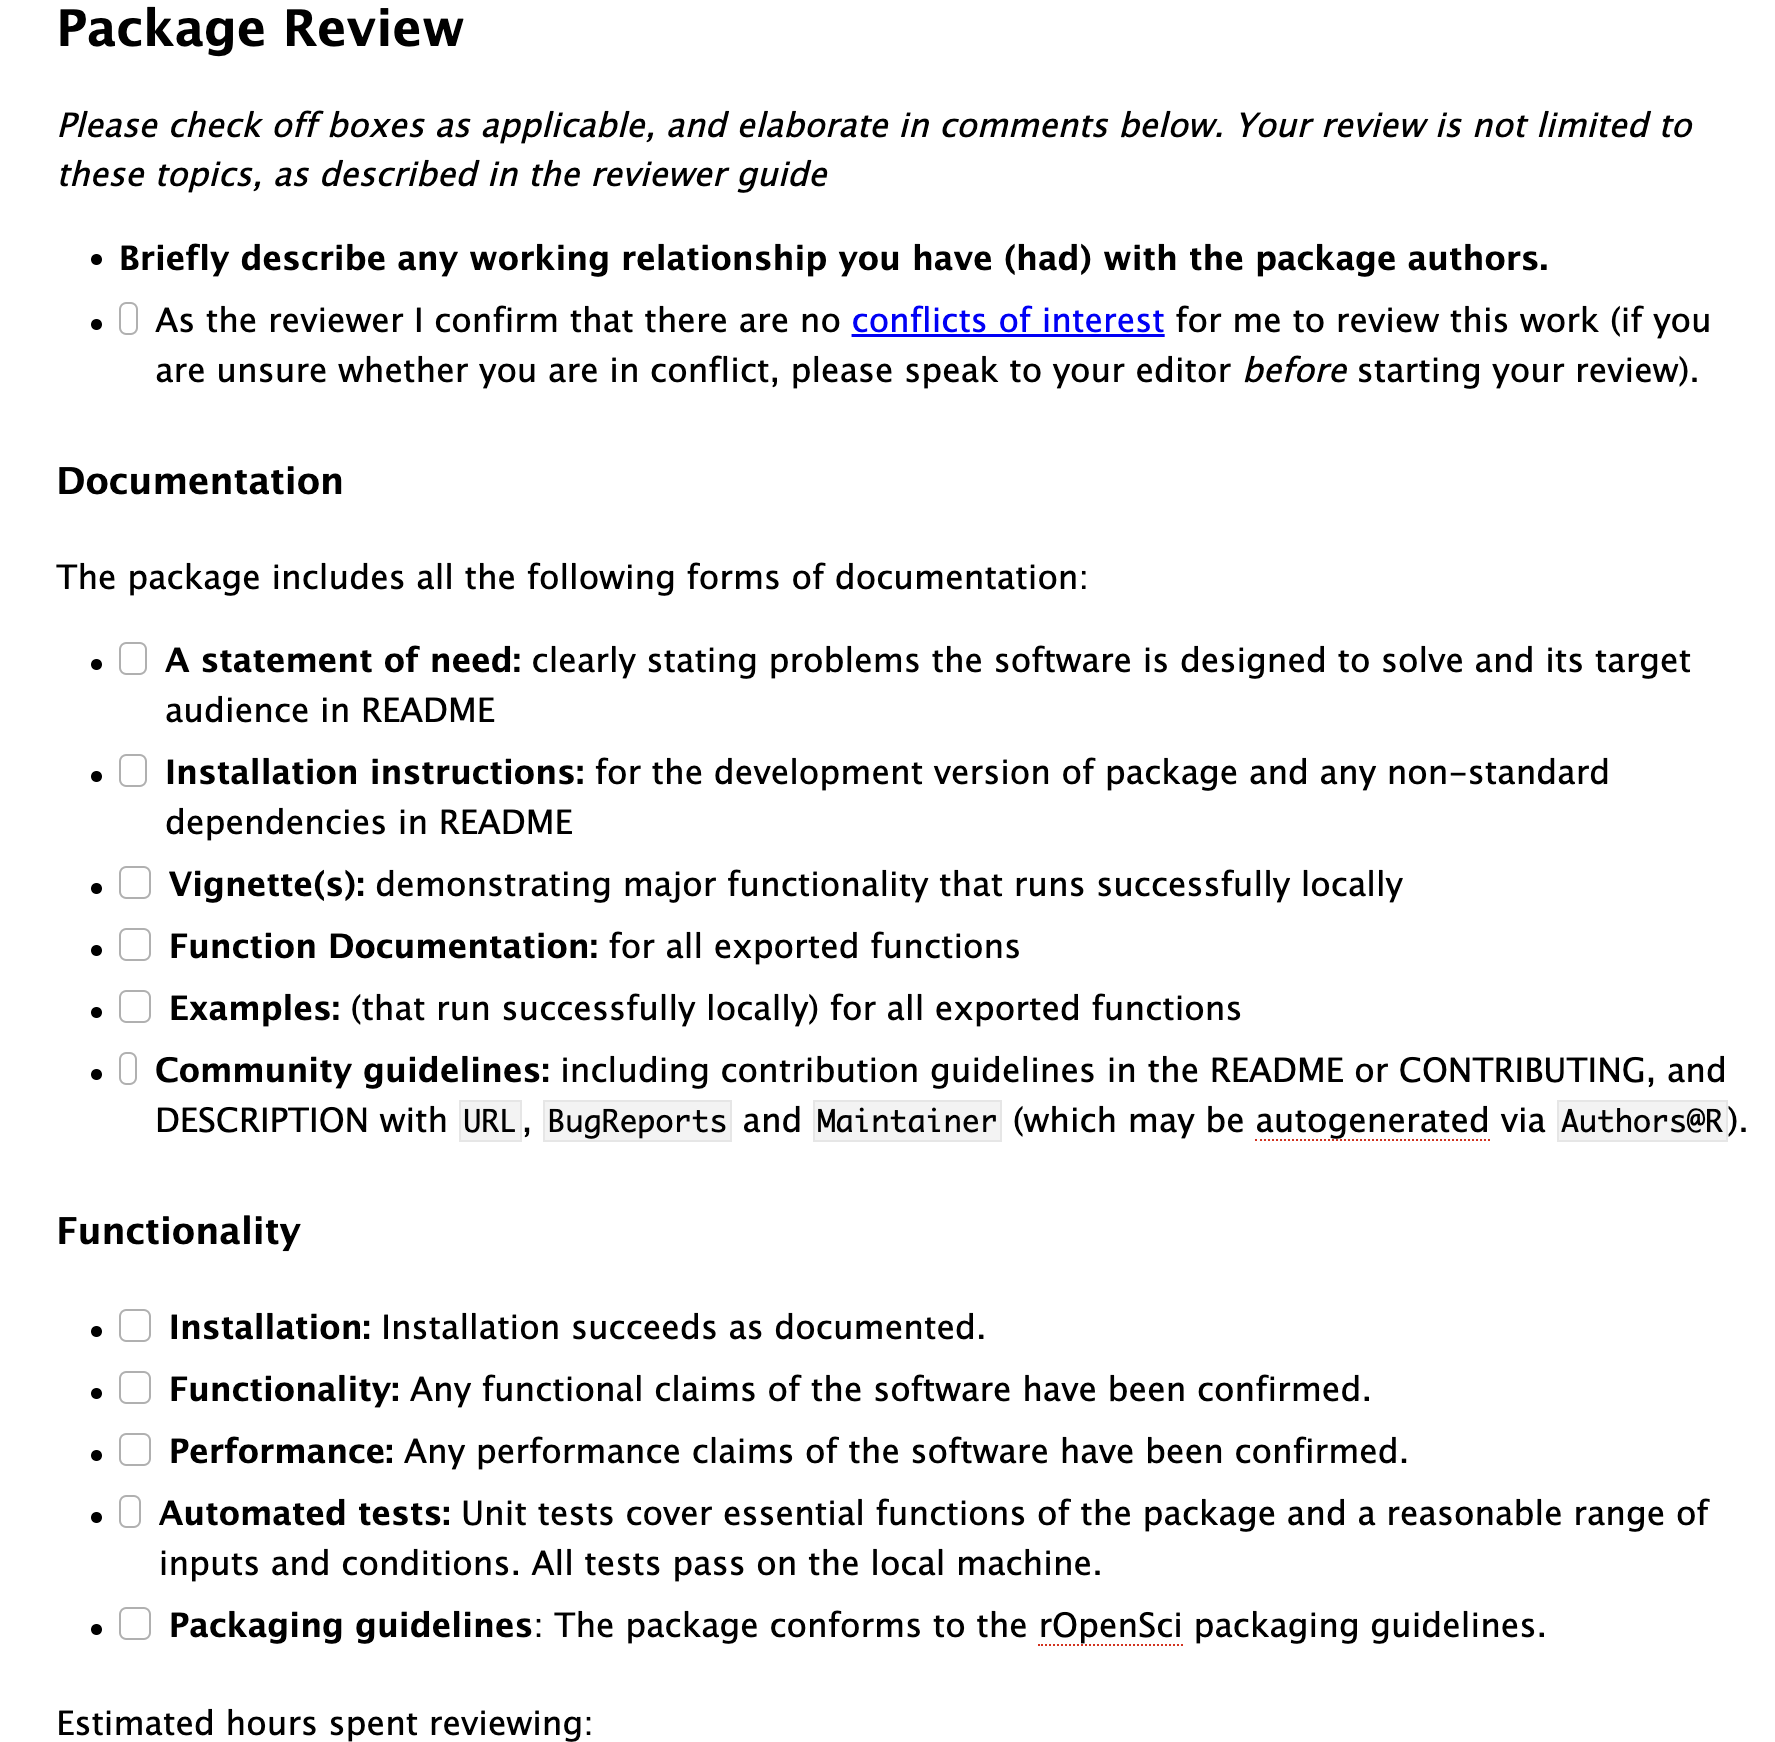 Package Review
Please check off boxes as applicable, and elaborate in comments below. Your review is not limited to
these topics, as described in the reviewer guide
• Briefly describe any working relationship you have (had) with the package authors.
• As the reviewer I confirm that there are no conflicts of interest for me to review this work (if you
are unsure whether you are in conflict, please speak to your editor before starting your review).
Documentation
The package includes all the following forms of documentation:
• A statement of need: clearly stating problems the software is designed to solve and its target
audience in README
• Installation instructions: for the development version of package and any non-standard
dependencies in README
• Vignette(s): demonstrating major functionality that runs successfully locally
• Function Documentation: for all exported functions
• Examples: (that run successfully locally) for all exported functions
• Community guidelines: including contribution guidelines in the README or CONTRIBUTING, and
DESCRIPTION with URL, BugReports and Maintainer (which may be autogenerated via Authors@R).
Functionality
• Installation: Installation succeeds as documented.
• Functionality: Any functional claims of the software have been confirmed.
• Performance: Any performance claims of the software have been confirmed.
• Automated tests: Unit tests cover essential functions of the package and a reasonable range of
inputs and conditions. All tests pass on the local machine.
• Packaging guidelines: The package conforms to the rOpenSci packaging guidelines.
Estimated hours spent reviewing: